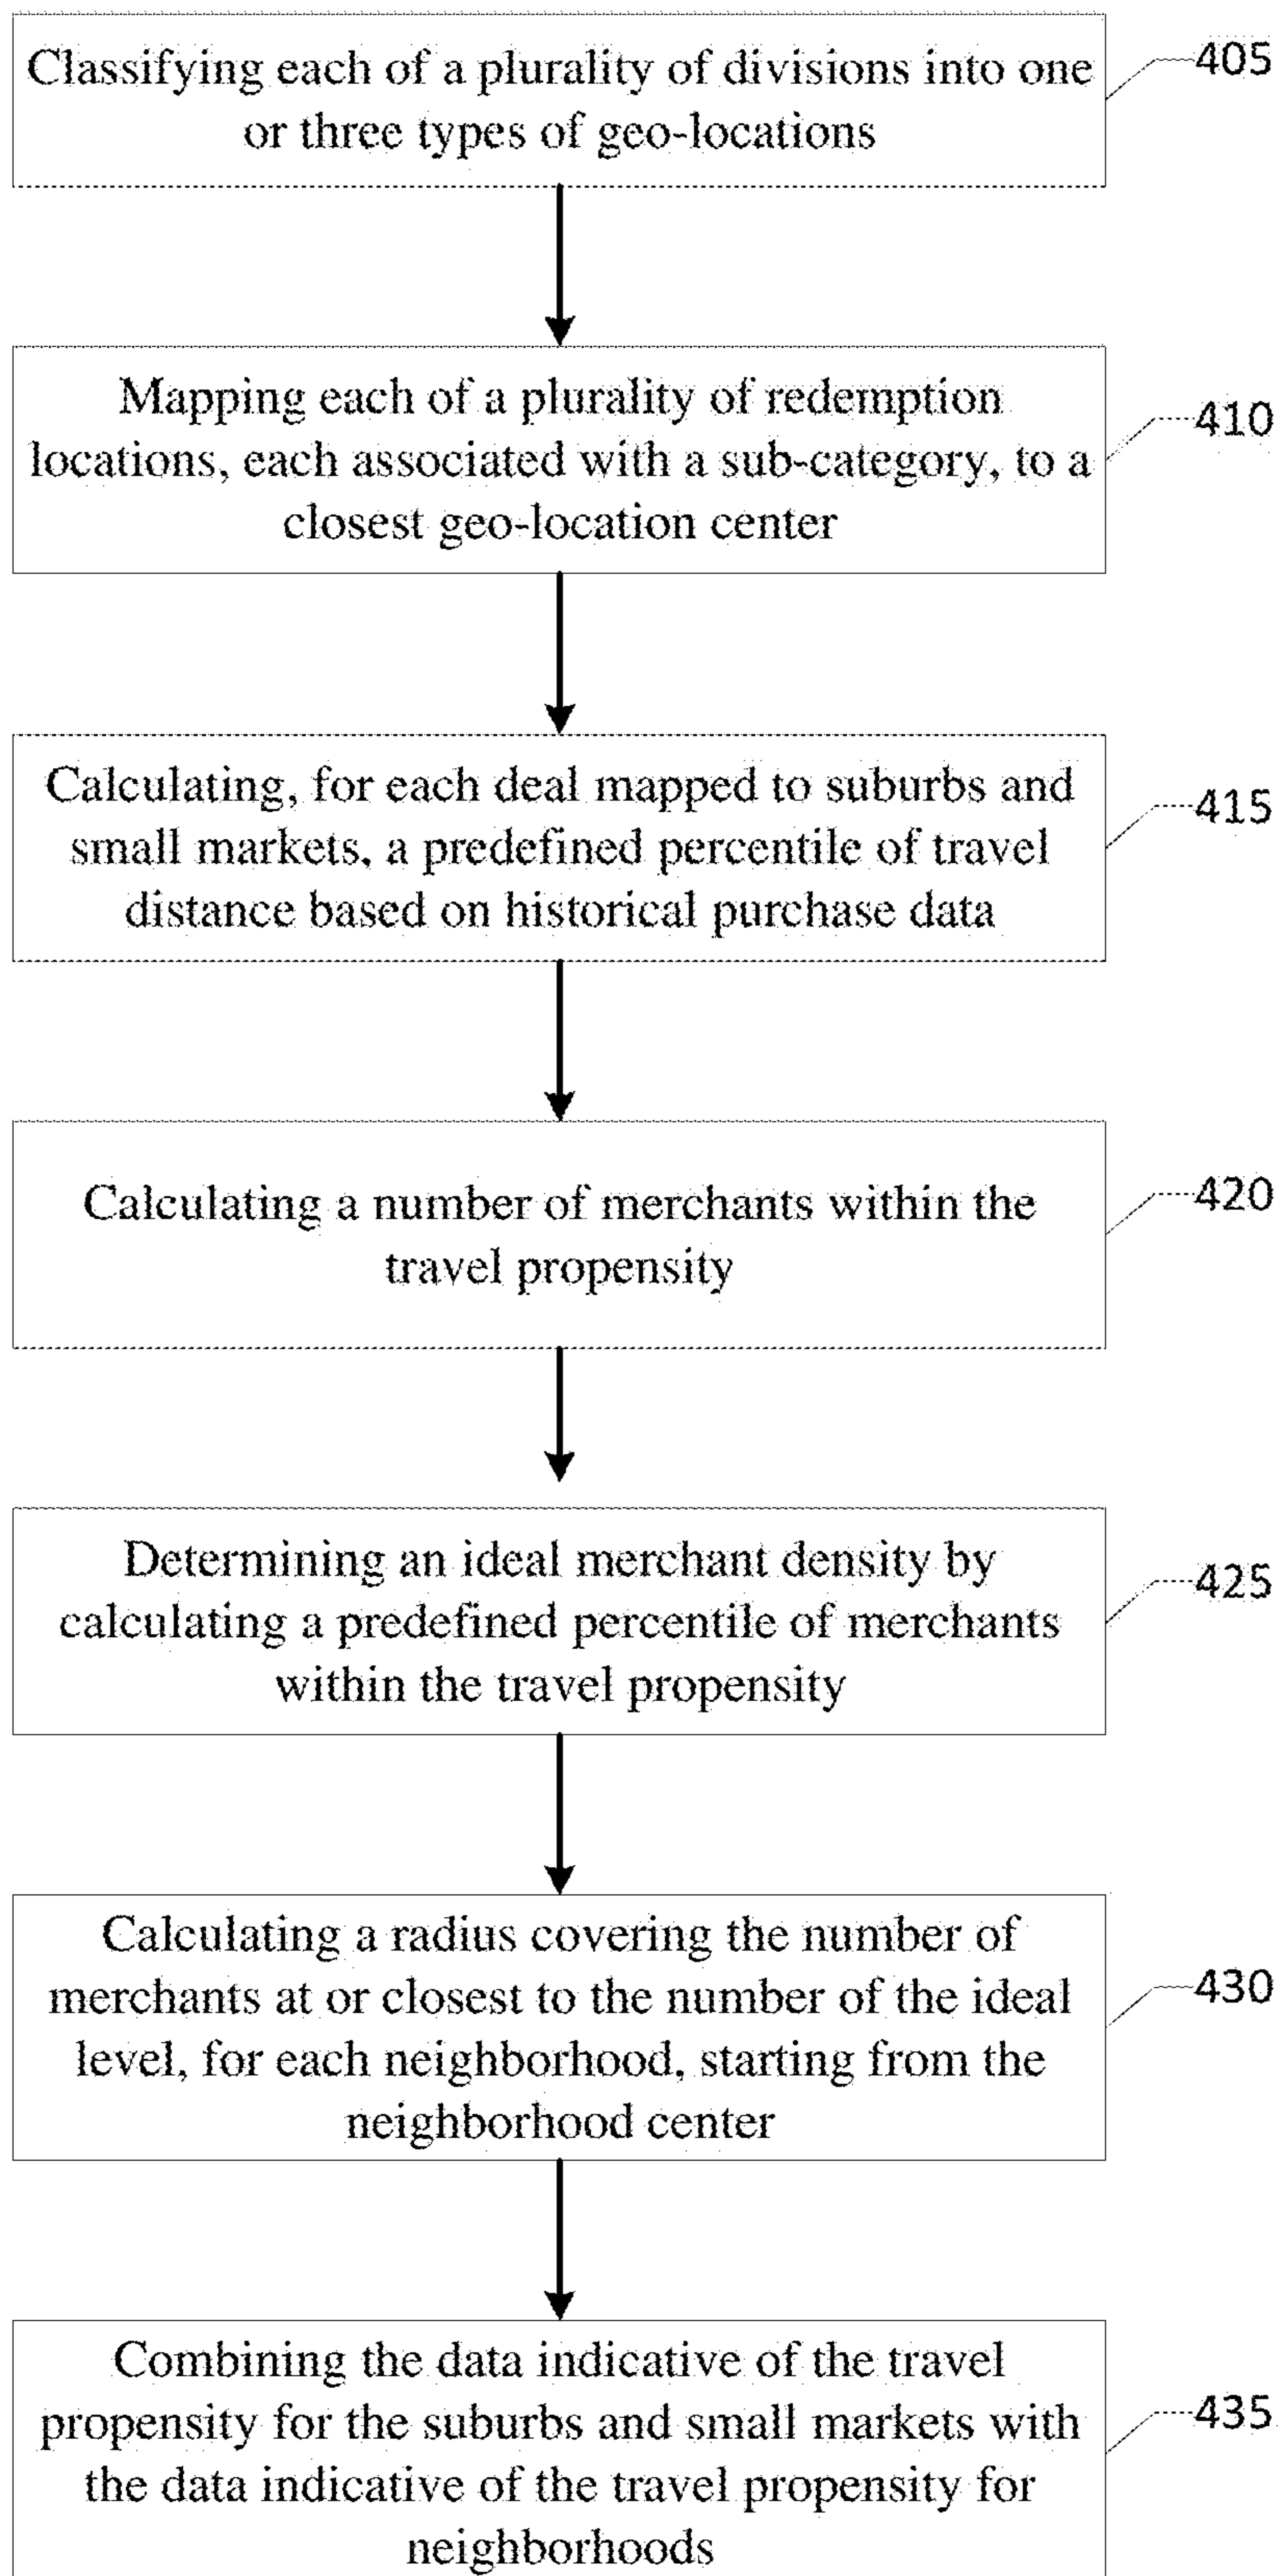 Classifying each of a plurality of divisions into one
or three types of geo-locations
405
Mapping each of a plurality of redemption
locations, each associated with a sub-category, to a
closest geo-location center
410
Calculating, for each deal mapped to suburbs and
small markets, a predefined percentile of travel
distance based on historical purchase data
415
Calculating a number of merchants within the
travel propensity
420
Determining an ideal merchant density by
calculating a predefined percentile of merchants
within the travel propensity
425
Calculating a radius covering the number of
merchants at or closest to the number of the ideal
level, for each neighborhood, starting from the
neighborhood center
430
Combining the data indicative of the travel
propensity for the suburbs and small markets with
the data indicative of the travel propensity for
neighborhoods
435